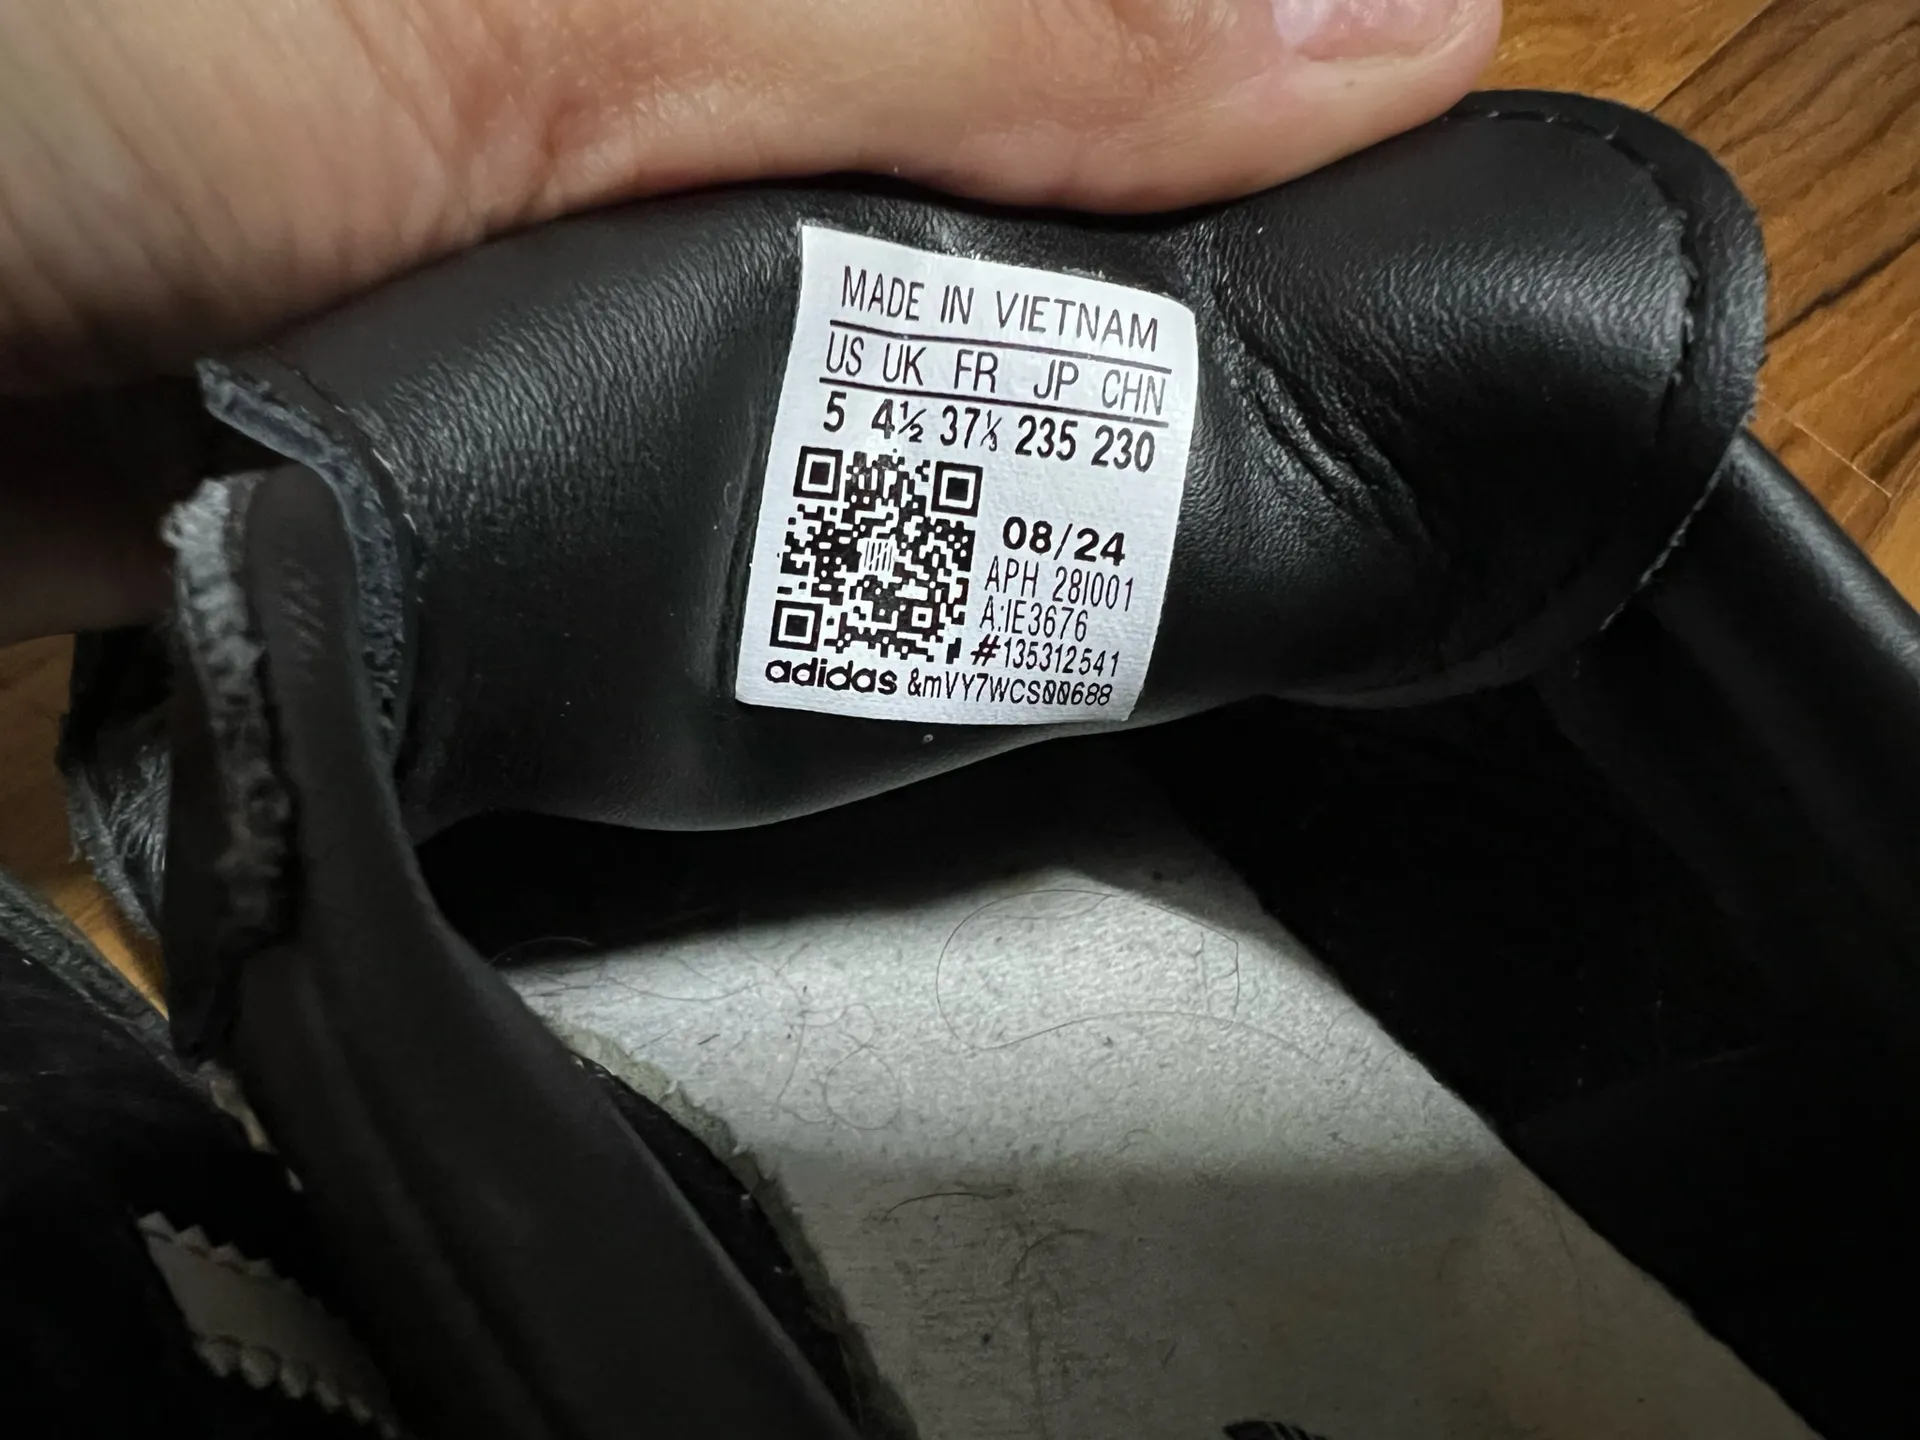 MADE IN VIETNAM
US UK FR JP CHN
5 4½ 37⅓ 235 230
08/24
APH 28I001
A:IE3676
#135312541
adidas &mVY7WCS00688